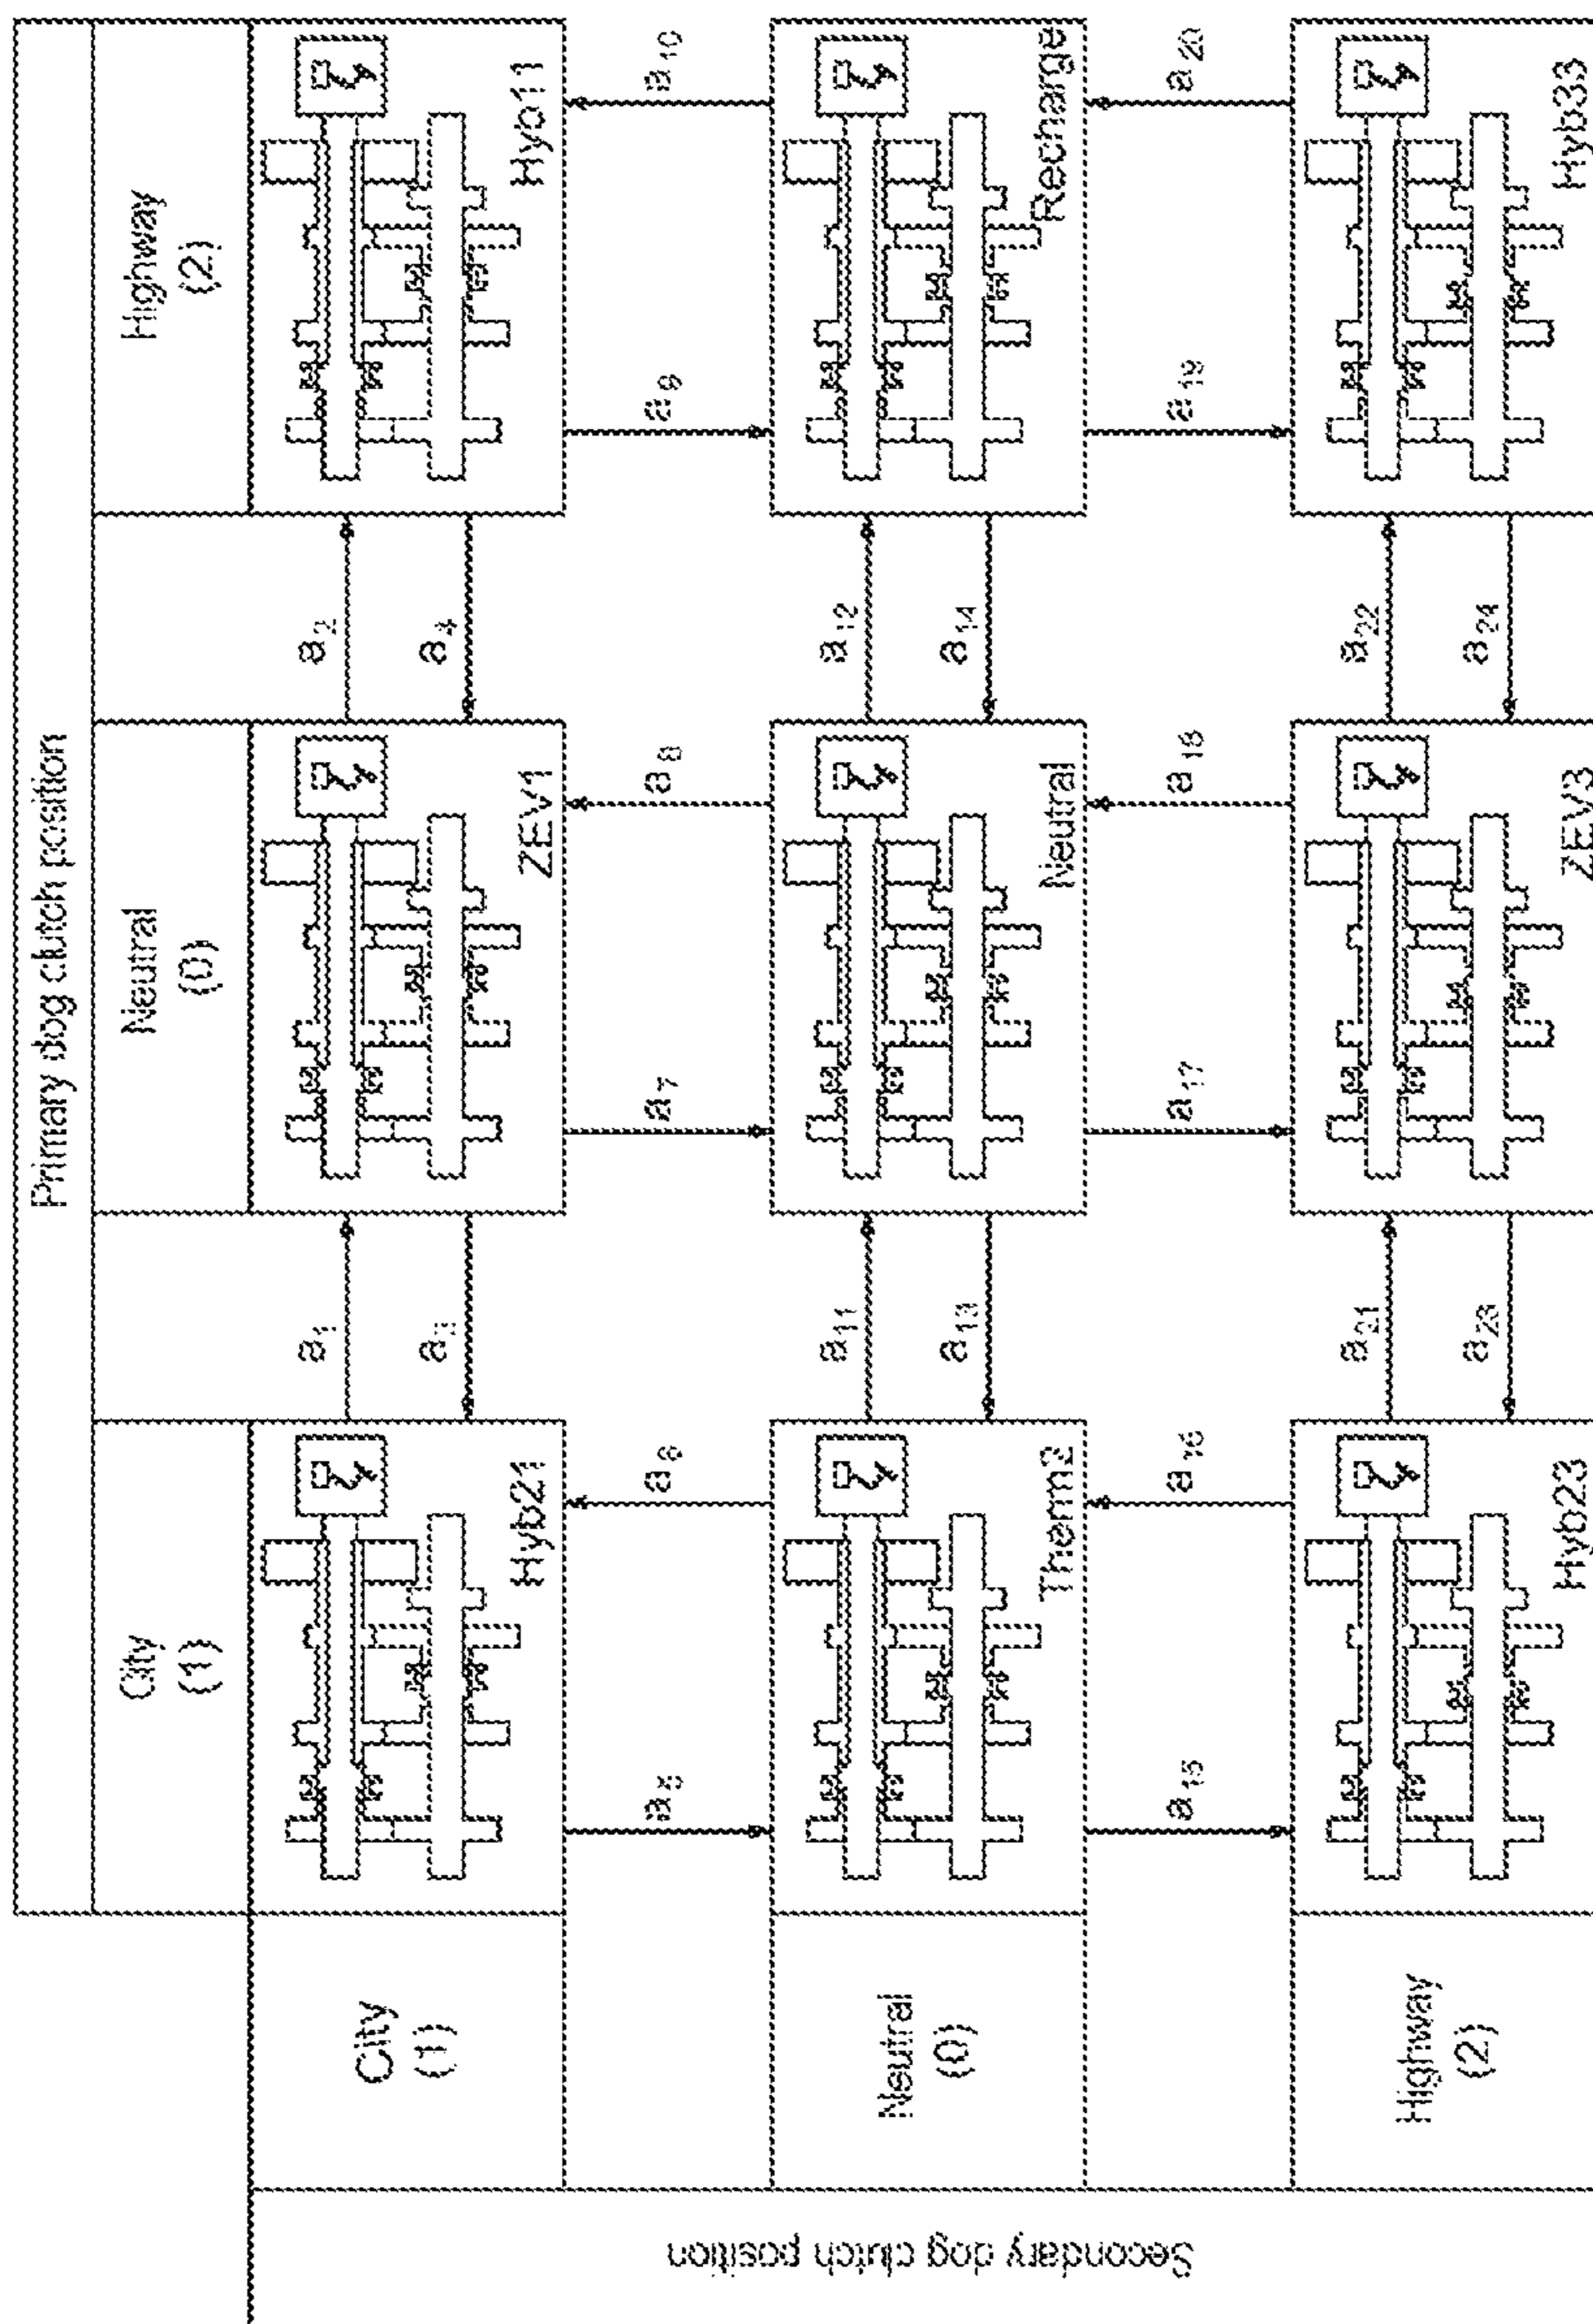 Primary dog clutch position
City
(1)
Neutral
(0)
Highway
(2)
Secondary dog clutch position
City
(1)
Hyb21
a₁
a₃
ZEV1
a₂
a₄
Hyb11
a₅
a₆
a₇
a₈
a₉
a₁₀
Neutral
(0)
Therm2
a₁₁
a₁₃
Neutral
a₁₂
a₁₄
Recharge
a₁₅
a₁₆
a₁₇
a₁₈
a₁₉
a₂₀
Highway
(2)
Hyb23
a₂₁
a₂₃
ZEV3
a₂₂
a₂₄
Hyb33